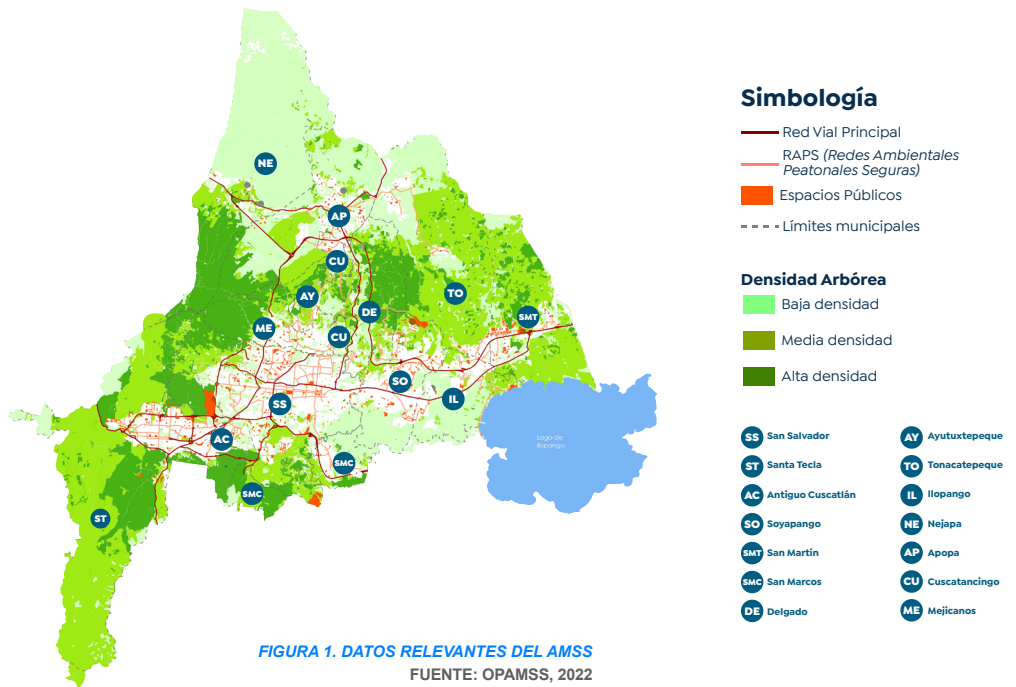 NE
AP
CU
AY
TO
DE
SMT
ME
CU
SO
IL
SS
AC
SMC
SMC
ST
Lago de
Ilopango
Simbología
Red Vial Principal
RAPS (Redes Ambientales
Peatonales Seguras)
Espacios Públicos
Límites municipales
Densidad Arbórea
Baja densidad
Media densidad
Alta densidad
SS San Salvador
ST Santa Tecla
AC Antiguo Cuscatlán
SO Soyapango
SMT San Martín
SMC San Marcos
DE Delgado
AY Ayutuxtepeque
TO Tonacatepeque
IL Ilopango
NE Nejapa
AP Apopa
CU Cuscatancingo
ME Mejicanos
FIGURA 1. DATOS RELEVANTES DEL AMSS
FUENTE: OPAMSS, 2022